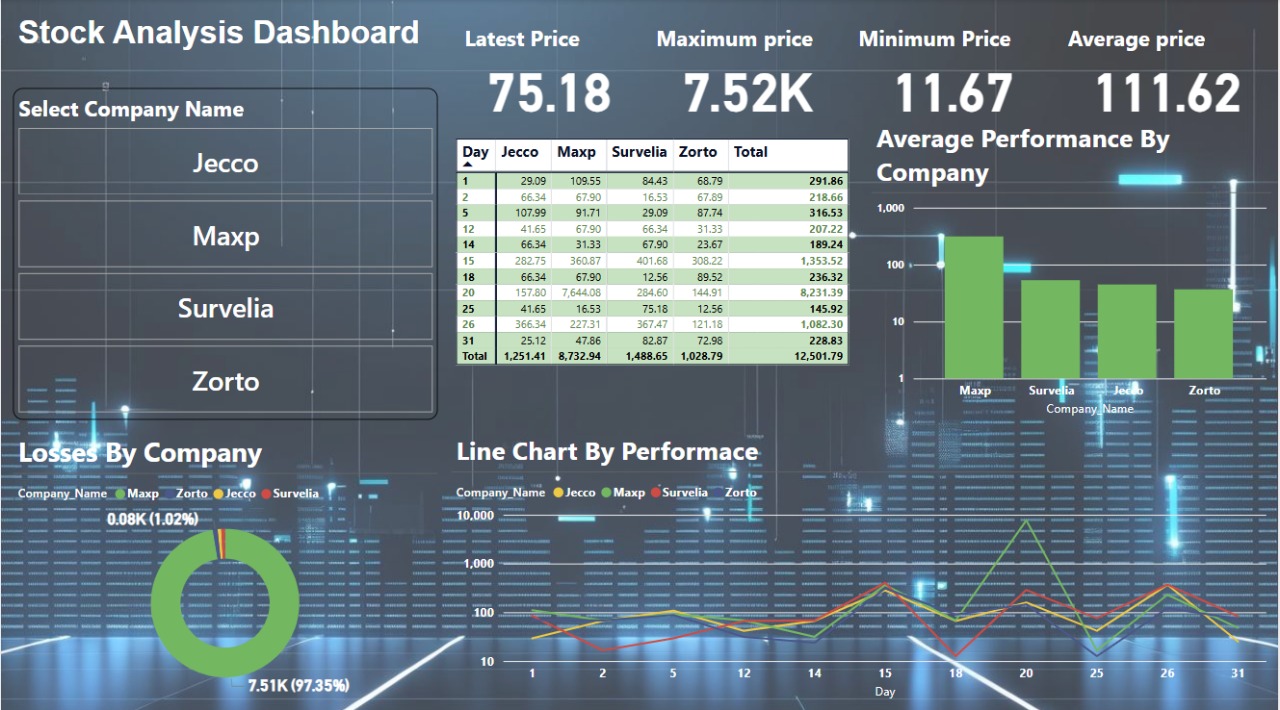 Stock Analysis Dashboard
Select Company Name
Jecco
Maxp
Survelia
Zorto
Latest Price Maximum price Minimum Price Average price
75.18 7.52K 11.67 111.62
Day Jecco Maxp Survelia Zorto Total
1 29.09 109.55 84.43 68.79 291.86
2 66.34 67.90 16.53 67.89 218.66
5 107.99 91.71 29.09 87.74 316.53
12 41.65 67.90 66.34 31.33 207.22
14 66.34 31.33 67.90 23.67 189.24
15 282.75 360.87 401.68 308.22 1,353.52
18 66.34 67.90 12.56 89.52 236.32
20 157.80 7,644.08 284.60 144.91 8,231.39
25 41.65 16.53 75.18 12.56 145.92
26 366.34 227.31 367.47 121.18 1,082.30
31 25.12 47.86 82.87 72.98 228.83
Total 1,251.41 8,732.94 1,488.65 1,028.79 12,501.79
Average Performance By
Company
1,000
100
10
1
Maxp Survelia Jecco Zorto
Company_Name
Losses By Company
Company_Name Maxp Zorto Jecco Survelia
0.08K (1.02%)
7.51K (97.35%)
Line Chart By Performace
Company_Name Jecco Maxp Survelia Zorto
10,000
1,000
100
10
1 2 5 12 14 15 18 20 25 26 31
Day